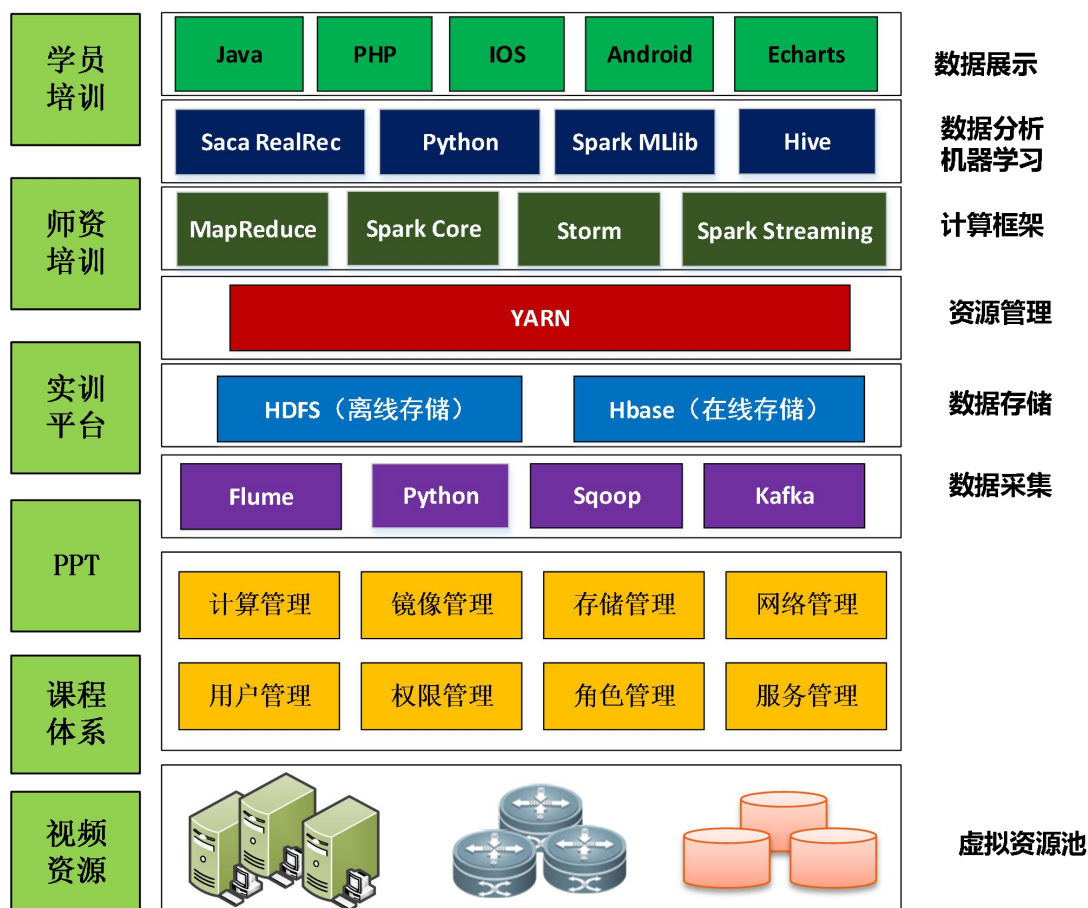 学员
培训
Java PHP IOS Android Echarts
数据展示
Saca RealRec Python Spark MLlib Hive
数据分析
机器学习
师资
培训
MapReduce Spark Core Storm Spark Streaming
计算框架
YARN
资源管理
实训
平台
HDFS（离线存储） Hbase（在线存储）
数据存储
Flume Python Sqoop Kafka
数据采集
PPT
计算管理 镜像管理 存储管理 网络管理
课程
体系
用户管理 权限管理 角色管理 服务管理
视频
资源
虚拟资源池